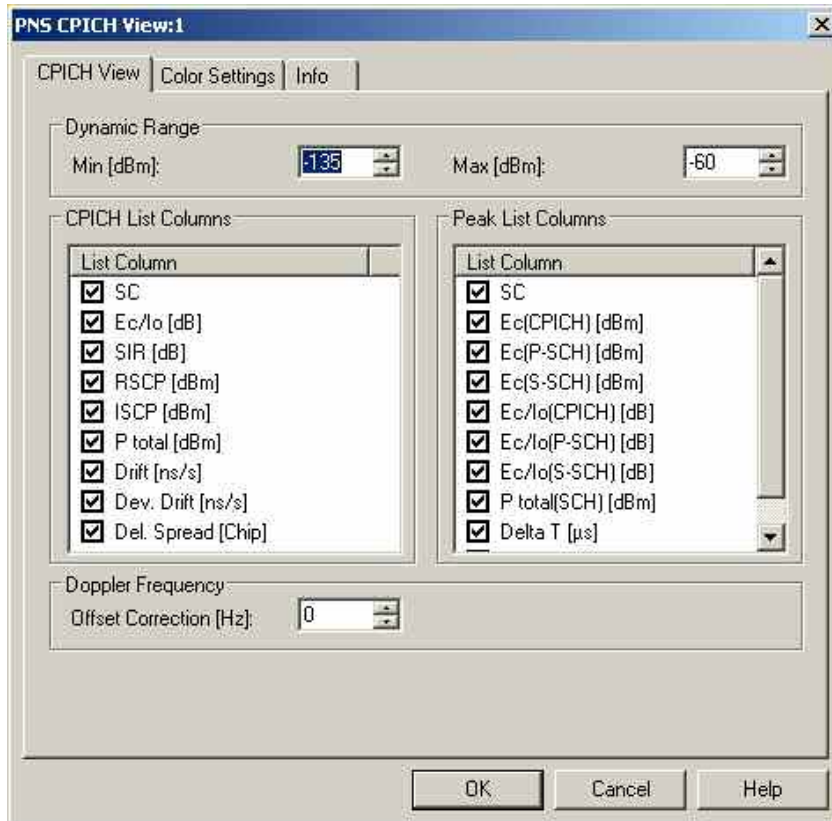 PNS CPICH View:1
CPICH View Color Settings Info
Dynamic Range
Min [dBm]: -135 Max [dBm]: -60
CPICH List Columns
List Column
SC
Ec/Io [dB]
SIR [dB]
RSCP [dBm]
ISCP [dBm]
P total [dBm]
Drift [ns/s]
Dev. Drift [ns/s]
Del. Spread [Chip]
Peak List Columns
List Column
SC
Ec(CPICH) [dBm]
Ec(P-SCH) [dBm]
Ec(S-SCH) [dBm]
Ec/Io(CPICH) [dB]
Ec/Io(P-SCH) [dB]
Ec/Io(S-SCH) [dB]
P total(SCH) [dBm]
Delta T [µs]
Doppler Frequency
Offset Correction [Hz]: 0
OK Cancel Help